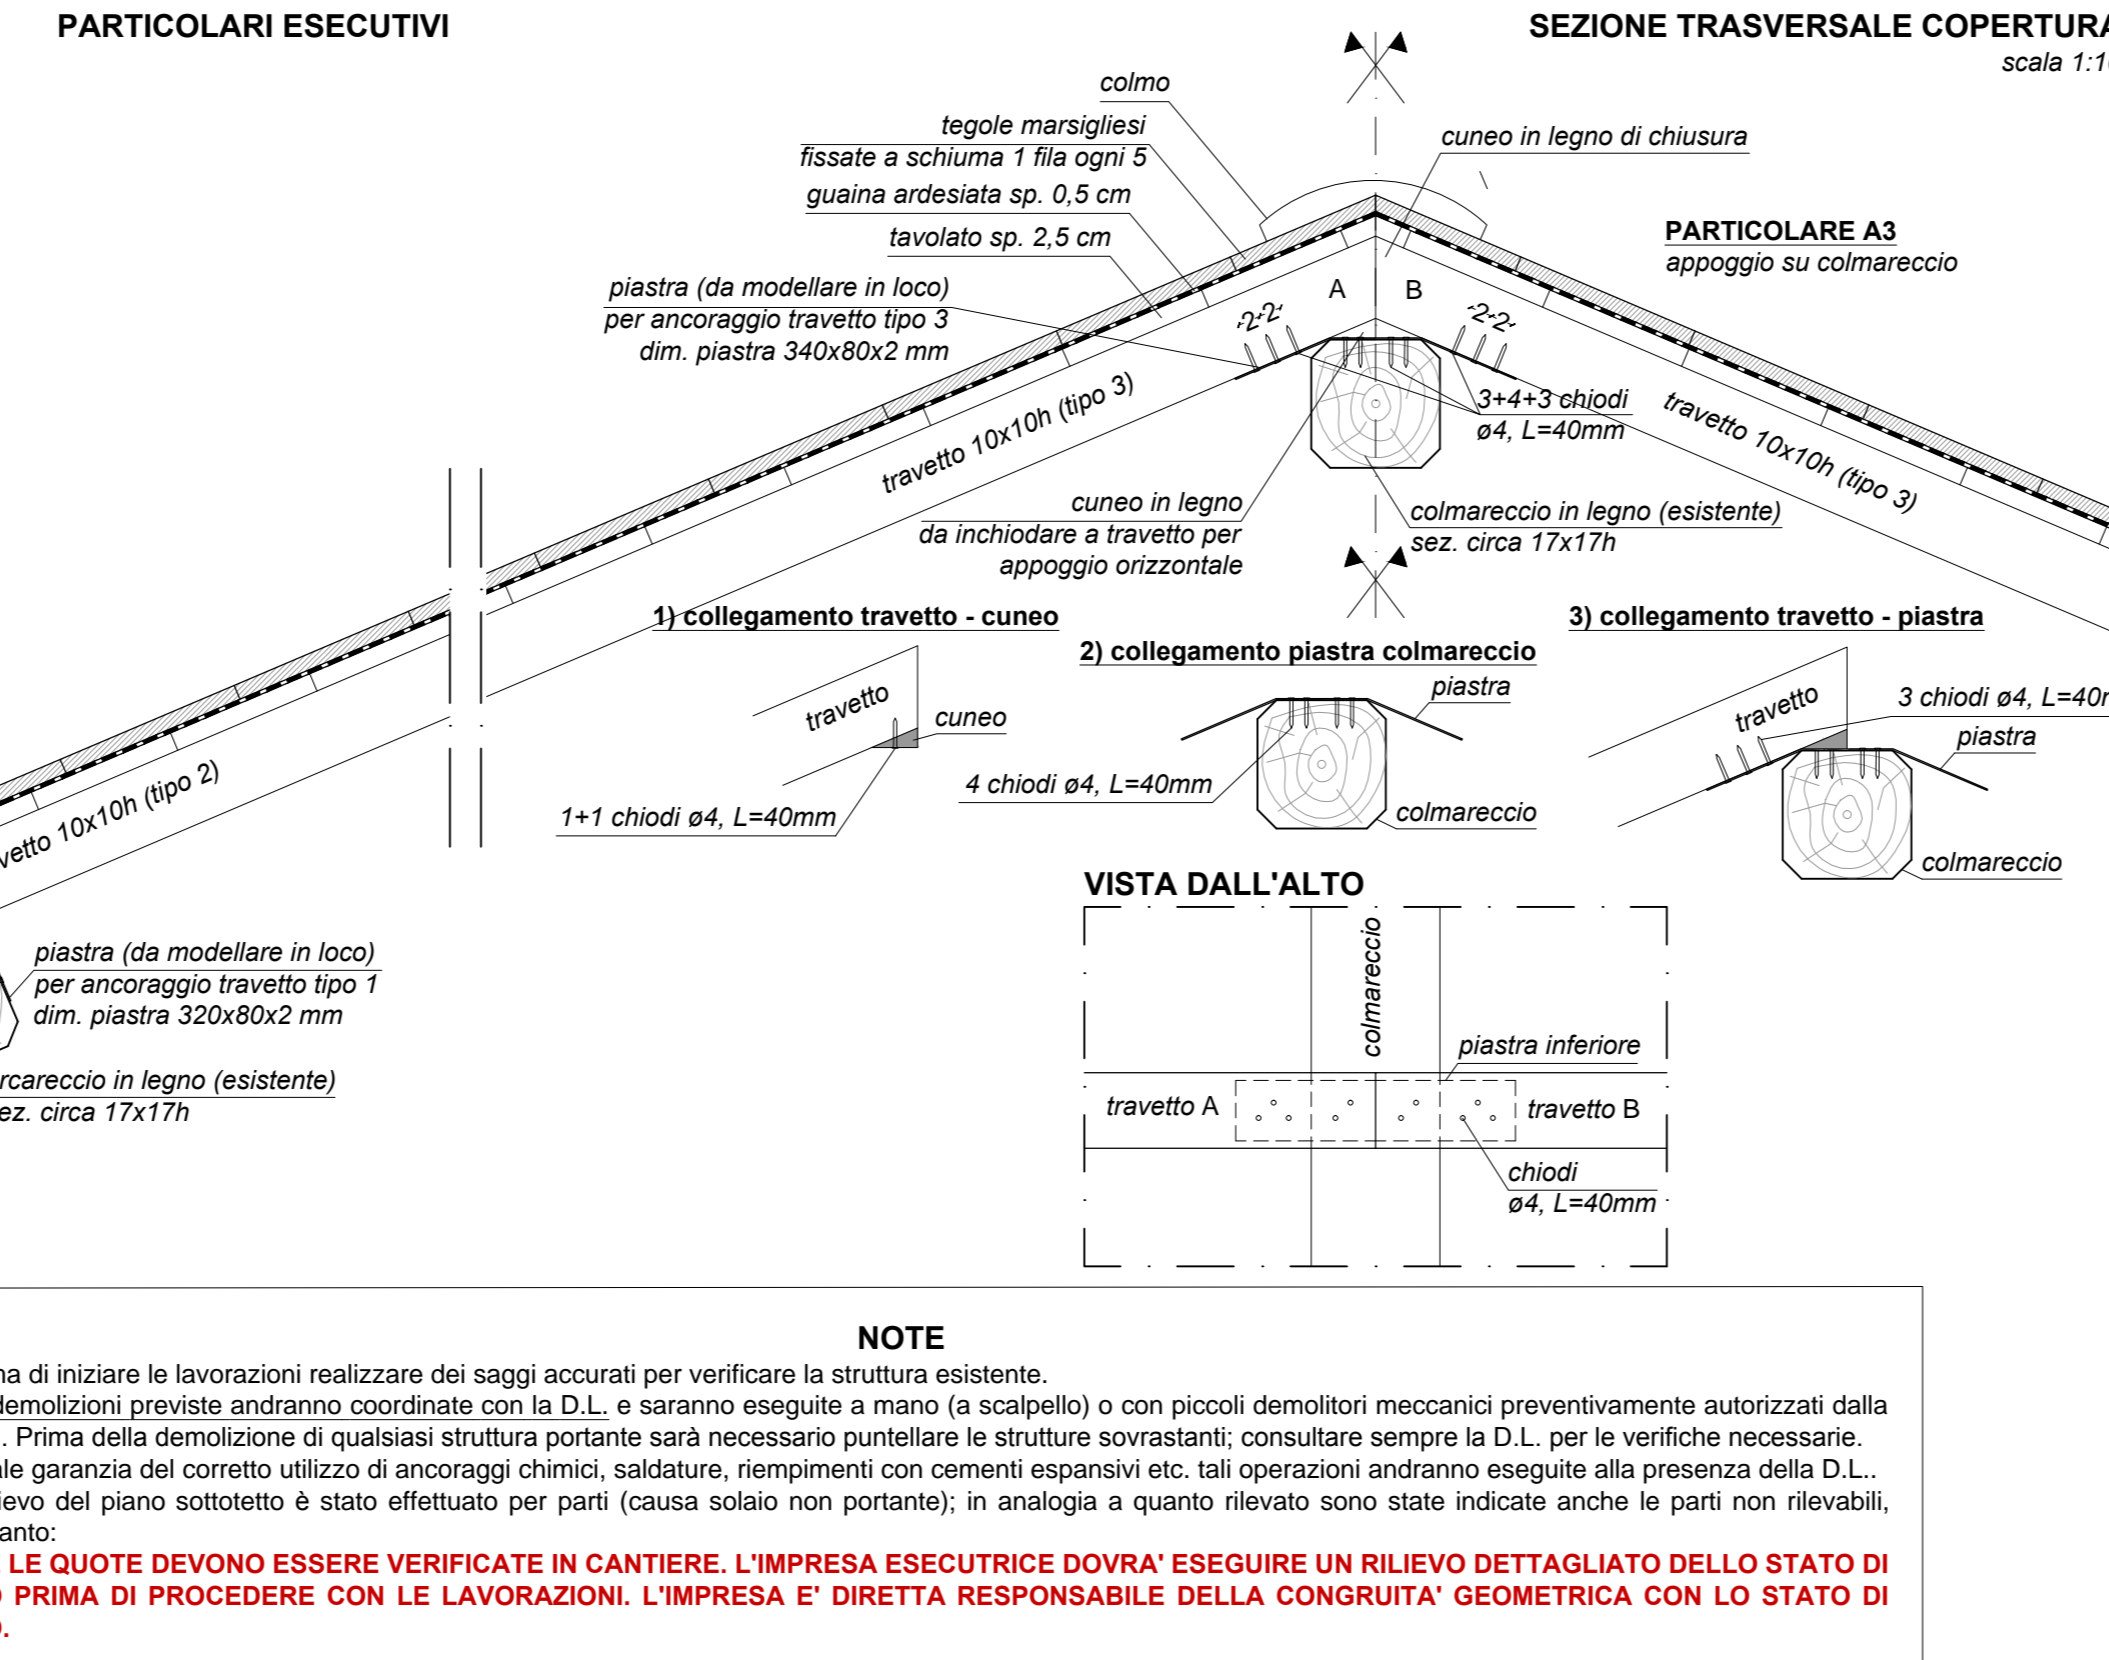 PARTICOLARI ESECUTIVI
SEZIONE TRASVERSALE COPERTURA
scala 1:10
colmo
tegole marsigliesi
fissate a schiuma 1 fila ogni 5
guaina ardesiata sp. 0,5 cm
tavolato sp. 2,5 cm
piastra (da modellare in loco)
per ancoraggio travetto tipo 3
dim. piastra 340x80x2 mm
cuneo in legno di chiusura
PARTICOLARE A3
appoggio su colmareccio
A
B
2 2
2 2
travetto 10x10h (tipo 3)
3+4+3 chiodi
ø4, L=40mm
travetto 10x10h (tipo 3)
cuneo in legno
da inchiodare a travetto per
appoggio orizzontale
colmareccio in legno (esistente)
sez. circa 17x17h
1) collegamento travetto - cuneo
travetto
cuneo
1+1 chiodi ø4, L=40mm
2) collegamento piastra colmareccio
piastra
4 chiodi ø4, L=40mm
colmareccio
3) collegamento travetto - piastra
travetto
3 chiodi ø4, L=40m
piastra
colmareccio
vetto 10x10h (tipo 2)
piastra (da modellare in loco)
per ancoraggio travetto tipo 1
dim. piastra 320x80x2 mm
rcareccio in legno (esistente)
ez. circa 17x17h
VISTA DALL'ALTO
colmareccio
piastra inferiore
travetto A
travetto B
chiodi
ø4, L=40mm
NOTE
na di iniziare le lavorazioni realizzare dei saggi accurati per verificare la struttura esistente.
demolizioni previste andranno coordinate con la D.L. e saranno eseguite a mano (a scalpello) o con piccoli demolitori meccanici preventivamente autorizzati dalla
. Prima della demolizione di qualsiasi struttura portante sarà necessario puntellare le strutture sovrastanti; consultare sempre la D.L. per le verifiche necessarie.
ale garanzia del corretto utilizzo di ancoraggi chimici, saldature, riempimenti con cementi espansivi etc. tali operazioni andranno eseguite alla presenza della D.L..
ievo del piano sottotetto è stato effettuato per parti (causa solaio non portante); in analogia a quanto rilevato sono state indicate anche le parti non rilevabili,
anto:
LE QUOTE DEVONO ESSERE VERIFICATE IN CANTIERE. L'IMPRESA ESECUTRICE DOVRA' ESEGUIRE UN RILIEVO DETTAGLIATO DELLO STATO DI
PRIMA DI PROCEDERE CON LE LAVORAZIONI. L'IMPRESA E' DIRETTA RESPONSABILE DELLA CONGRUITA' GEOMETRICA CON LO STATO DI